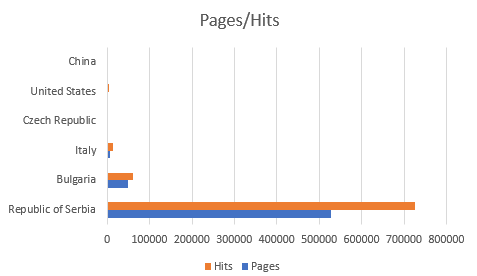 Pages/Hits
China
United States
Czech Republic
Italy
Bulgaria
Republic of Serbia
0 100000 200000 300000 400000 500000 600000 700000 800000
Hits Pages